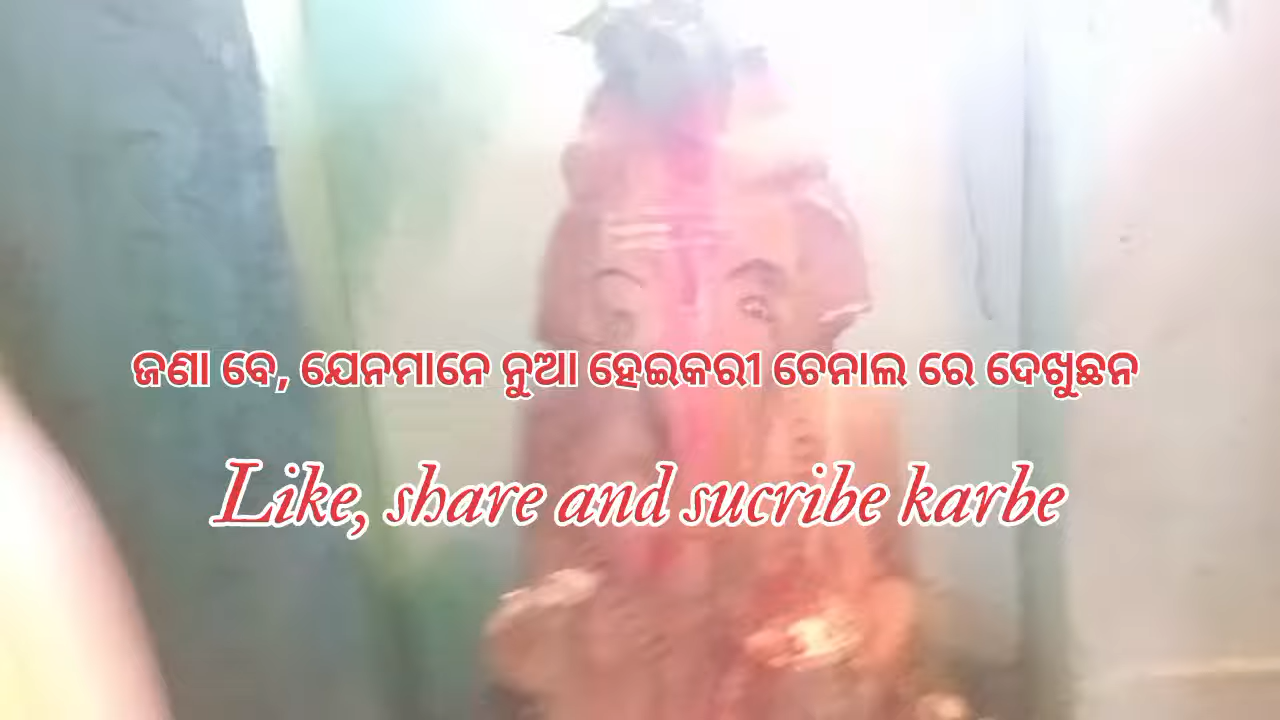 ଜଣା ବେ, ଯେନମାନେ ନୁଆ ହେଇକରୀ ଚେନାଲ ରେ ଦେଖୁଛନ
Like, share and sucribe karbe